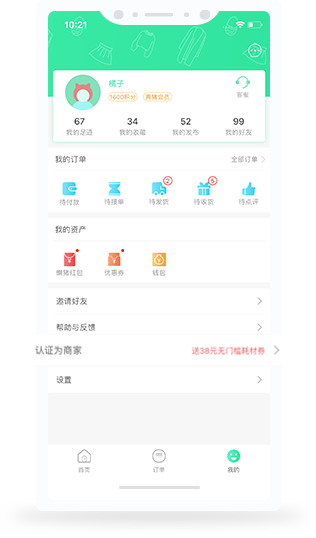 10:21
橘子
1000积分 青铜会员
客服
67 34 52 99
我的足迹 我的收藏 我的发布 我的好友
我的订单 全部订单
2 5
待付款 待接单 待发货 待收货 待点评
我的资产
懒猪红包 优惠券 钱包
邀请好友
帮助与反馈
认证为商家 送38元无门槛耗材券
设置
首页 订单 我的